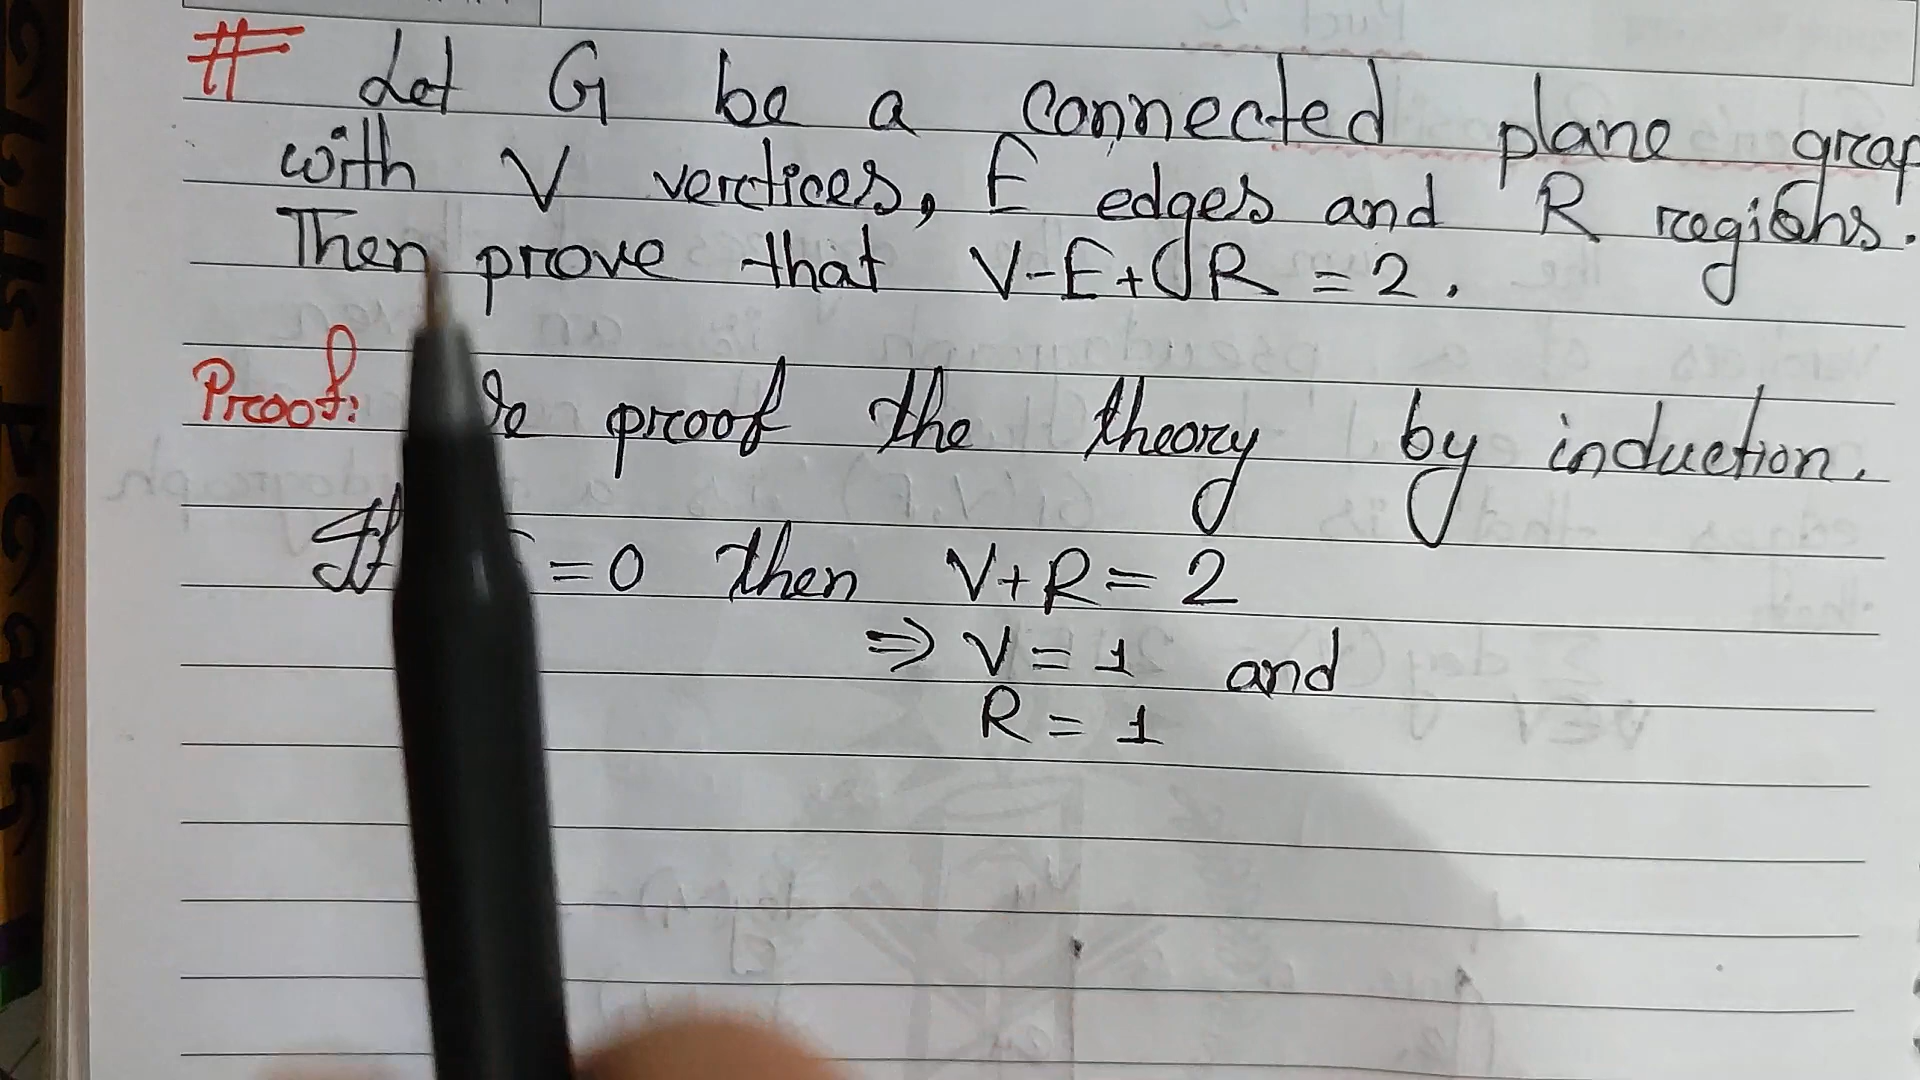 # Let G be a connected plane grap
with V vertices, E edges and R regions.
Then prove that V-E+R = 2.
Proof: proof the theory by induction.
If =0 then V+R= 2
⇒ V = 1 and
R = 1